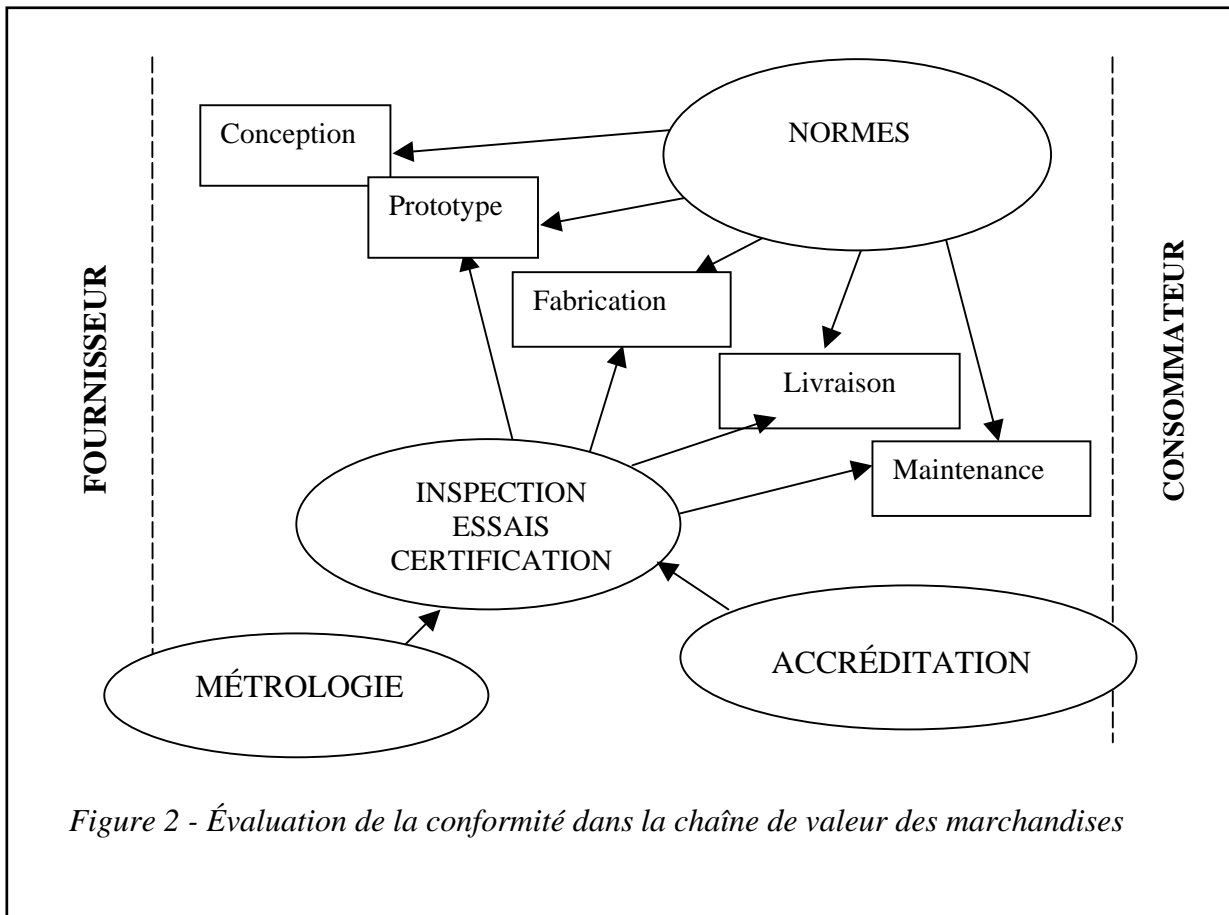 Conception
NORMES
Prototype
FOURNISSEUR
CONSOMMATEUR
Fabrication
Livraison
Maintenance
INSPECTION
ESSAIS
CERTIFICATION
MÉTROLOGIE
ACCRÉDITATION
Figure 2 - Évaluation de la conformité dans la chaîne de valeur des marchandises